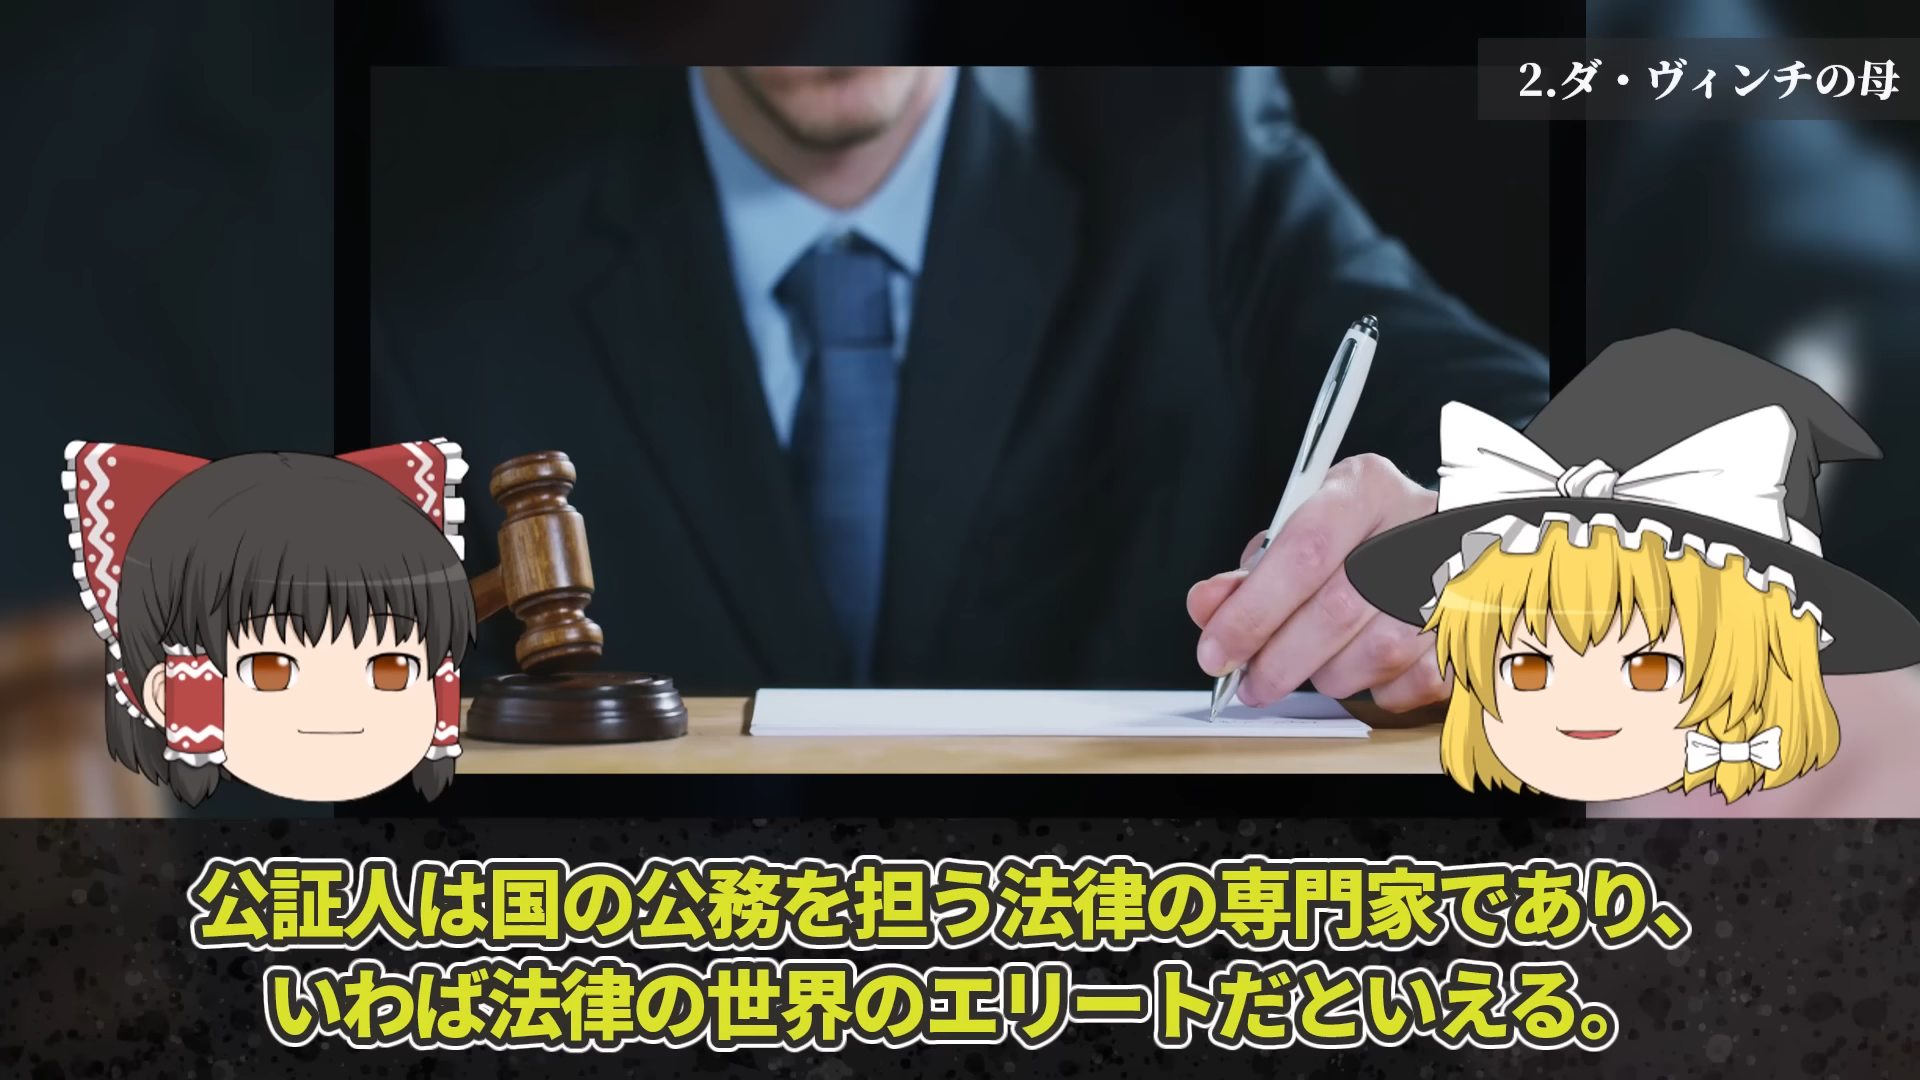 2.ダ・ヴィンチの母
公証人は国の公務を担う法律の専門家であり、
いわば法律の世界のエリートだといえる。